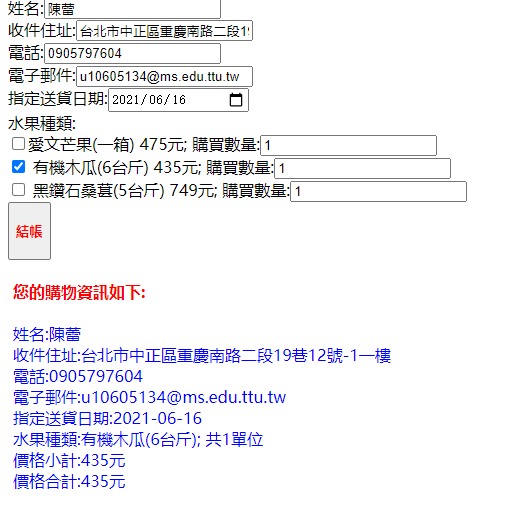 姓名:陳蕾
收件住址:台北市中正區重慶南路二段1
電話:0905797604
電子郵件:u10605134@ms.edu.ttu.tw
指定送貨日期:2021/06/16
水果種類:
愛文芒果(一箱) 475元; 購買數量:1
有機木瓜(6台斤) 435元; 購買數量:1
黑鑽石桑葚(5台斤) 749元; 購買數量:1
結帳
您的購物資訊如下:
姓名:陳蕾
收件住址:台北市中正區重慶南路二段19巷12號-1一樓
電話:0905797604
電子郵件:u10605134@ms.edu.ttu.tw
指定送貨日期:2021-06-16
水果種類:有機木瓜(6台斤); 共1單位
價格小計:435元
價格合計:435元